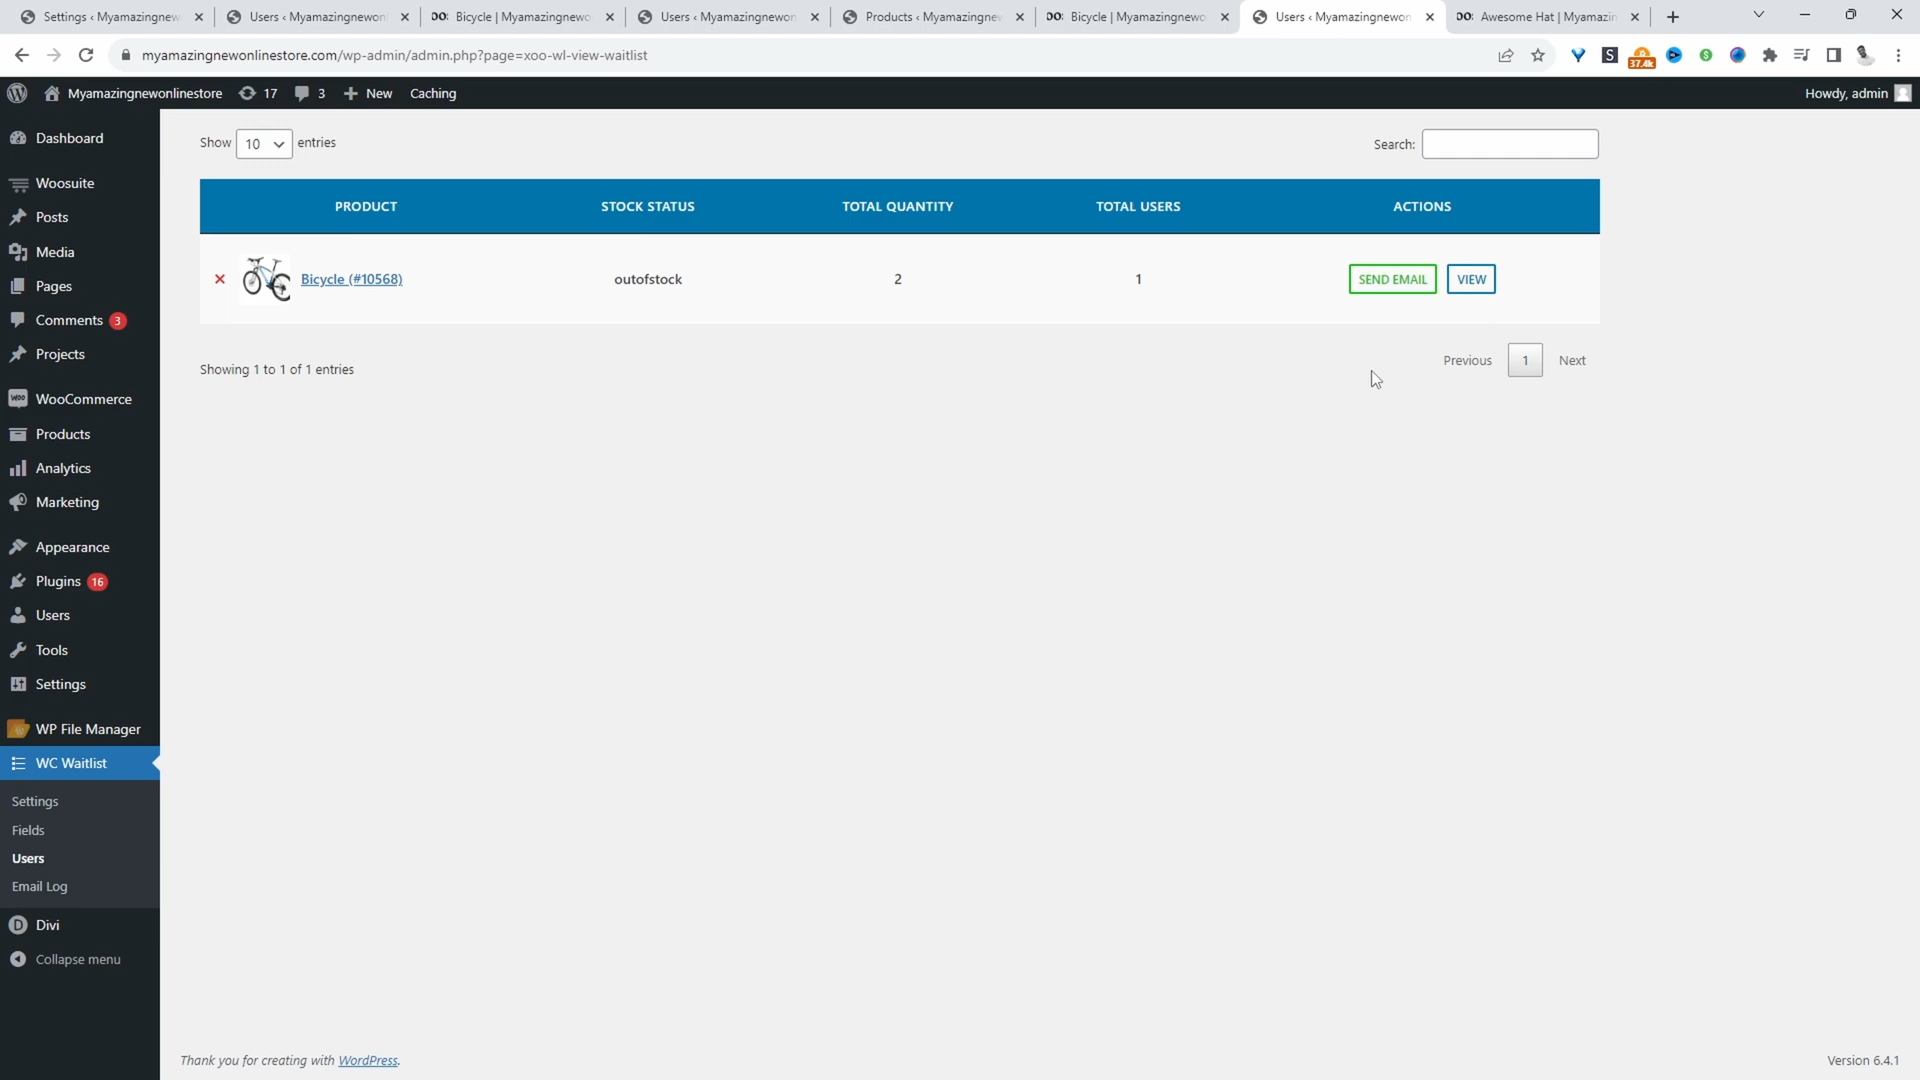 Settings ‹ Myamazingnew
Users ‹ Myamazingnewon
Bicycle | Myamazingnewo
Users ‹ Myamazingnewon
Products ‹ Myamazingne
Bicycle | Myamazingnewo
Users ‹ Myamazingnewon
Awesome Hat | Myamazin
myamazingnewonlinestore.com/wp-admin/admin.php?page=xoo-wl-view-waitlist
S
37.4k
Myamazingnewonlinestore
17
3
New
Caching
Howdy, admin
Dashboard
Woosuite
Posts
Media
Pages
Comments 3
Projects
WooCommerce
Products
Analytics
Marketing
Appearance
Plugins 16
Users
Tools
Settings
WP File Manager
WC Waitlist
Settings
Fields
Users
Email Log
Divi
Collapse menu
Show 10 entries
Search:
PRODUCT STOCK STATUS TOTAL QUANTITY TOTAL USERS ACTIONS
Bicycle (#10568) outofstock 2 1 SEND EMAIL VIEW
Showing 1 to 1 of 1 entries
Previous 1 Next
Thank you for creating with WordPress.
Version 6.4.1